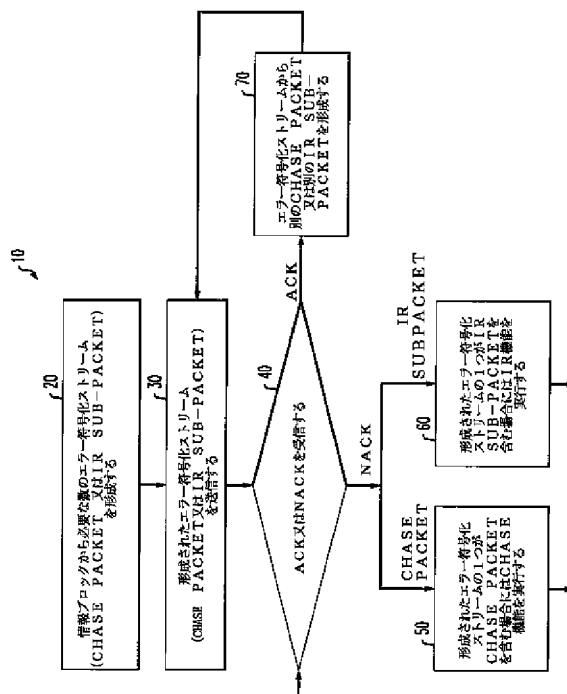 10
20
情報ブロックから必要な数のエラー符号化ストリーム
(CHASE PACKET 又はIR SUB-PACKET)
を形成する
30
形成されたエラー符号化ストリーム
(CHASE PACKET又はIR SUB-PACKET)
を送信する
40
ACK又はNACKを受信する
ACK
70
エラー符号化ストリームから
別のCHASE PACKET
又は別のIR SUB-
PACKETを形成する
NACK
CHASE
PACKET
IR
SUBPACKET
50
形成されたエラー符号化
ストリームの1つが
CHASE PACKET
を含む場合にはCHASE
機能を実行する
60
形成されたエラー符号化
ストリームの1つがIR
SUB-PACKETを
含む場合にはIR機能を
実行する